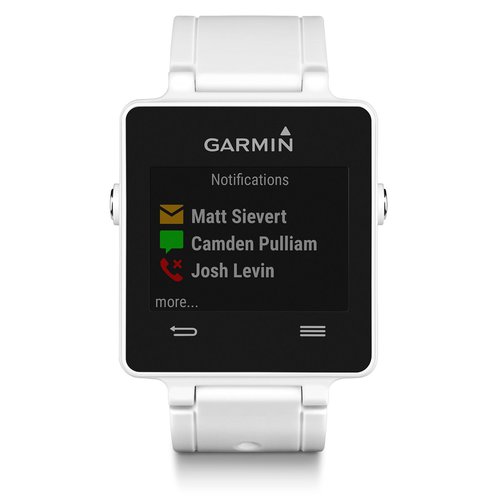 GARMIN
Notifications
Matt Sievert
Camden Pulliam
Josh Levin
more...